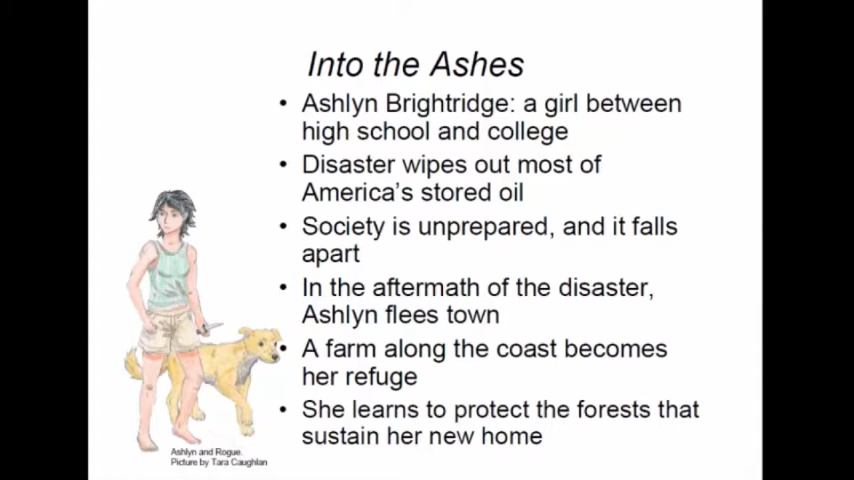 Into the Ashes
• Ashlyn Brightridge: a girl between
high school and college
• Disaster wipes out most of
America's stored oil
• Society is unprepared, and it falls
apart
• In the aftermath of the disaster,
Ashlyn flees town
• A farm along the coast becomes
her refuge
• She learns to protect the forests that
sustain her new home
Ashlyn and Rogue.
Picture by Tara Caughlan